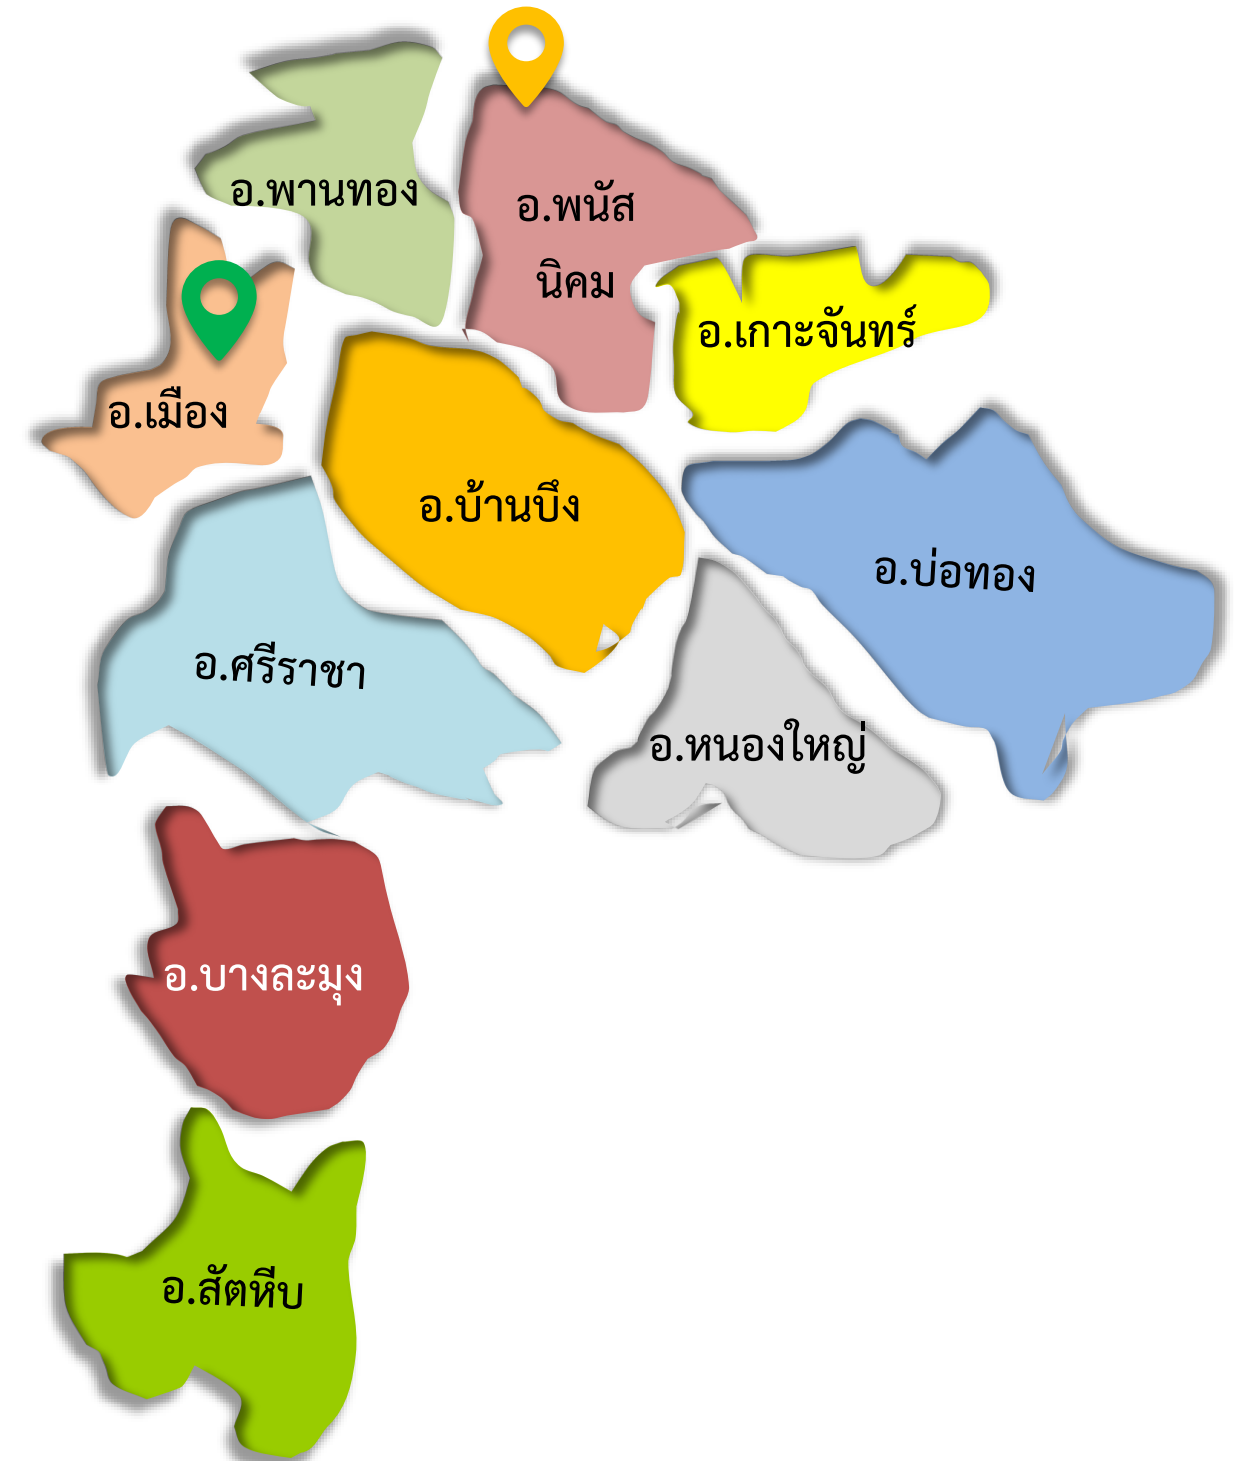 อ.พานทอง
อ.พนัส
นิคม
อ.เกาะจันทร์
อ.เมือง
อ.บ้านบึง
อ.บ่อทอง
อ.ศรีราชา
อ.หนองใหญ่
อ.บางละมุง
อ.สัตหีบ